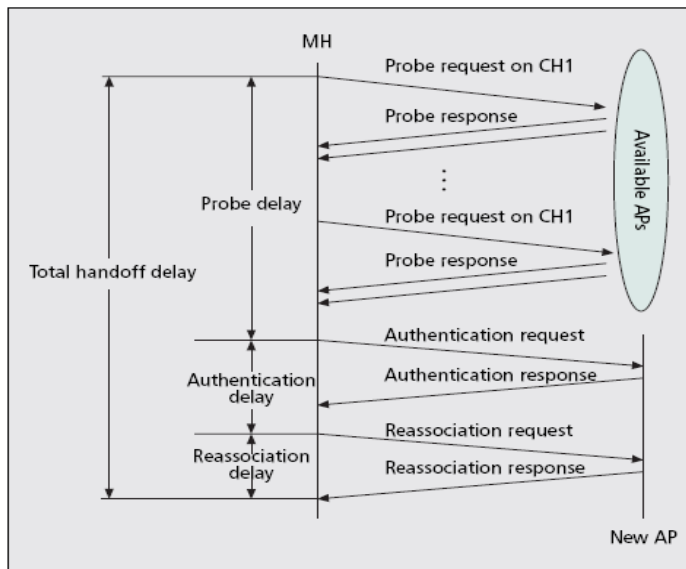 MH
Probe request on CH1
Probe response
Available APs
⋮
Probe delay
Probe request on CH1
Total handoff delay
Probe response
Authentication request
Authentication
delay
Authentication response
Reassociation request
Reassociation
delay
Reassociation response
New AP